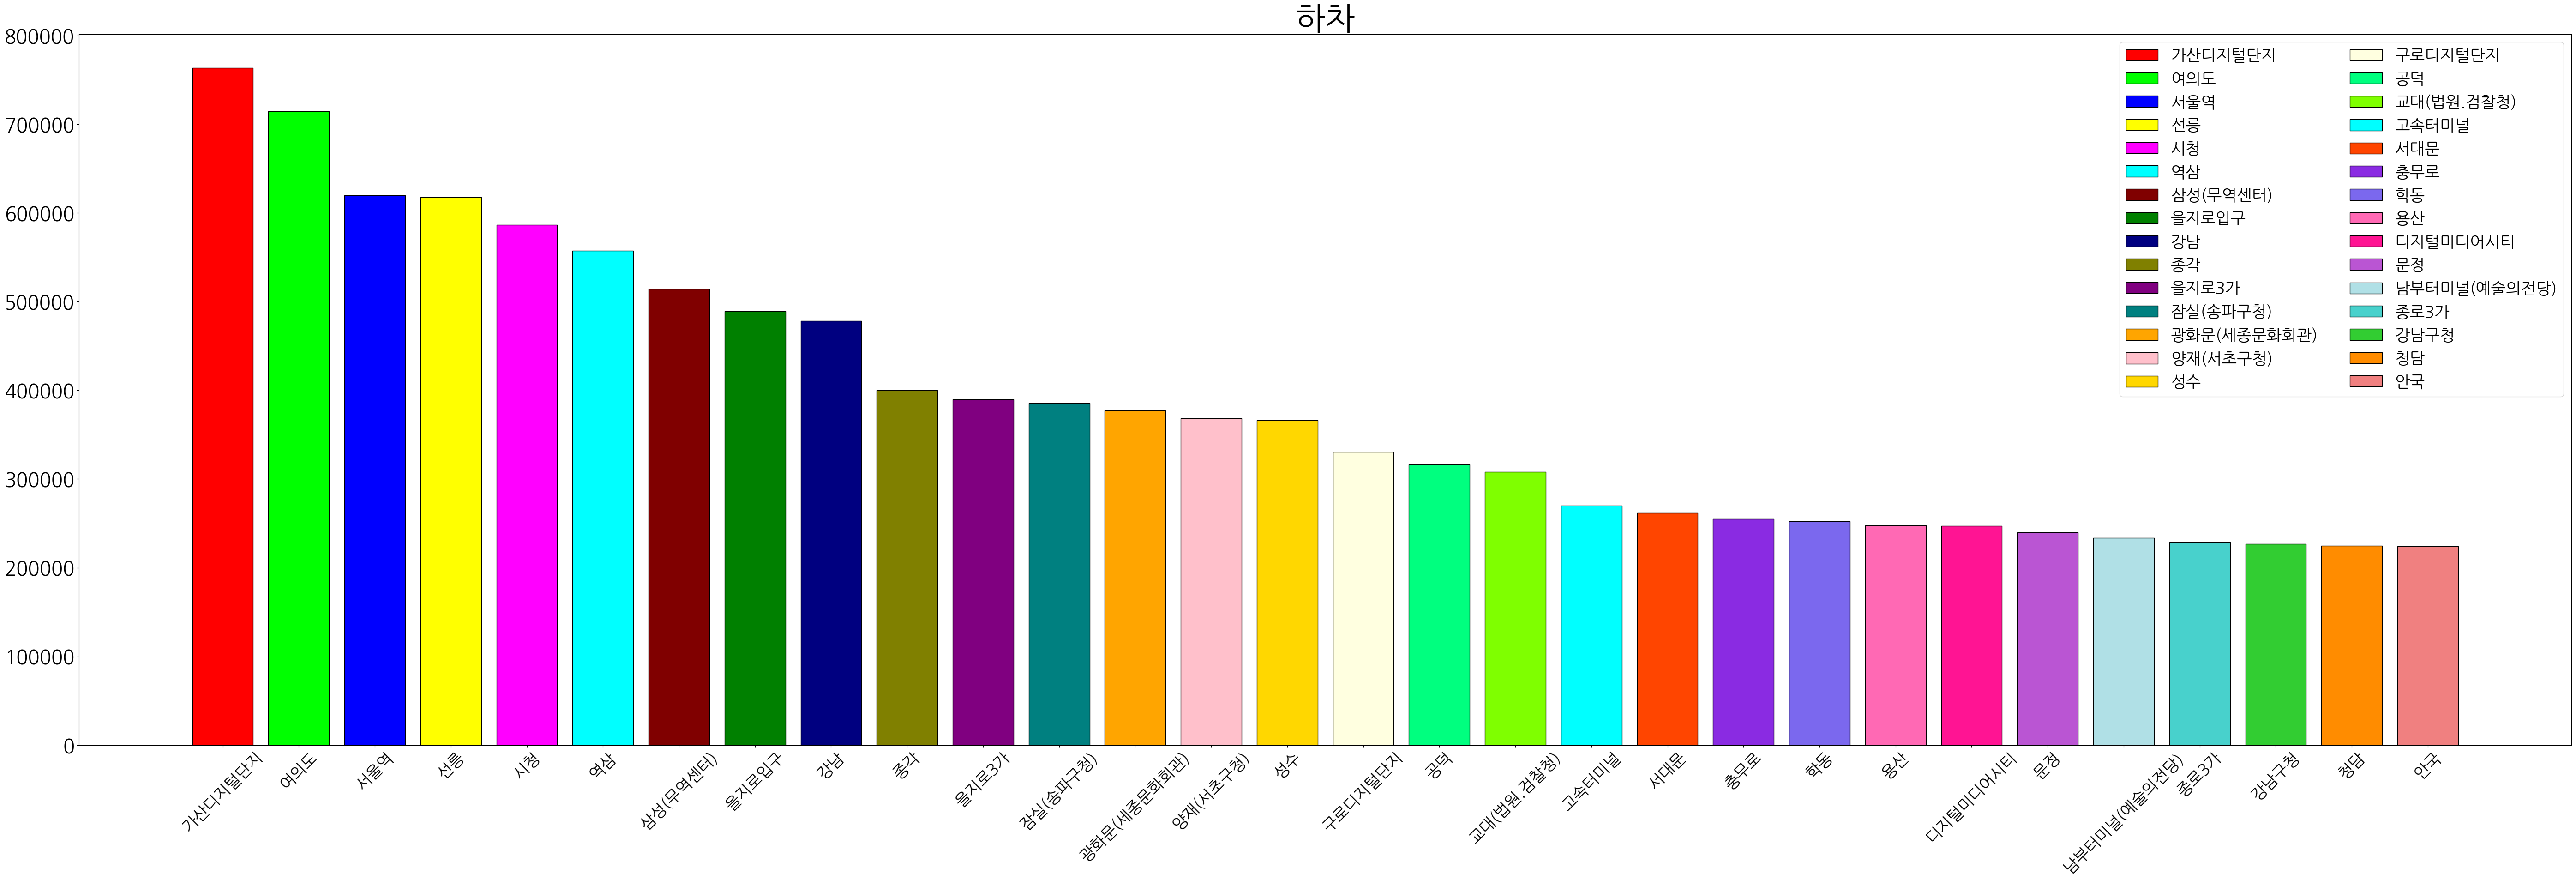 하차
800000
700000
600000
500000
400000
300000
200000
100000
0
가산디지털단지
여의도
서울역
선릉
시청
역삼
삼성(무역센터)
을지로입구
강남
종각
을지로3가
잠실(송파구청)
광화문(세종문화회관)
양재(서초구청)
성수
구로디지털단지
공덕
교대(법원.검찰청)
고속터미널
서대문
충무로
학동
용산
디지털미디어시티
문정
남부터미널(예술의전당)
종로3가
강남구청
청담
안국
가산디지털단지
여의도
서울역
선릉
시청
역삼
삼성(무역센터)
을지로입구
강남
종각
을지로3가
잠실(송파구청)
광화문(세종문화회관)
양재(서초구청)
성수
구로디지털단지
공덕
교대(법원.검찰청)
고속터미널
서대문
충무로
학동
용산
디지털미디어시티
문정
남부터미널(예술의전당)
종로3가
강남구청
청담
안국